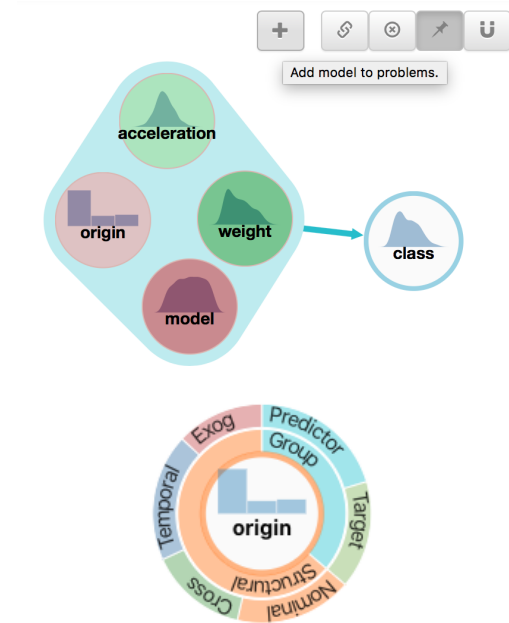 Add model to problems.
acceleration
origin
weight
class
model
Exog
Predictor
Group
Temporal
Target
origin
Structural
Cross
Nominal